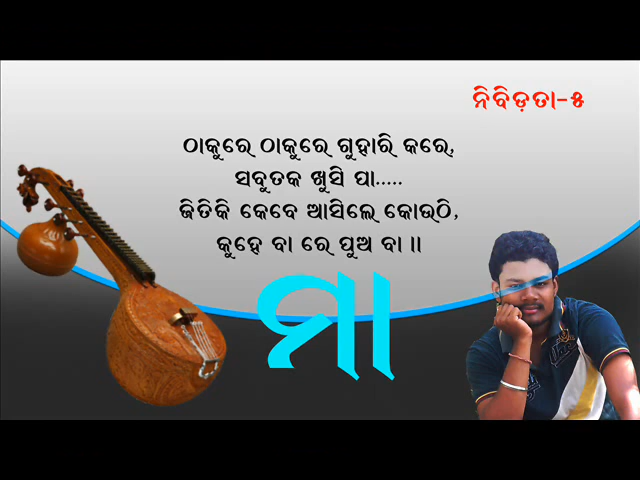 ନିବିଡ଼ତା-୫
ଠାକୁରେ ଠାକୁରେ ଗୁହାରି କରେ,
ସବୁତକ ଖୁସି ପା.....
ଜିତିକି କେବେ ଆସିଲେ କୋଉଠି,
କୁହେ ବା ରେ ପୁଅ ବା ॥
ମା